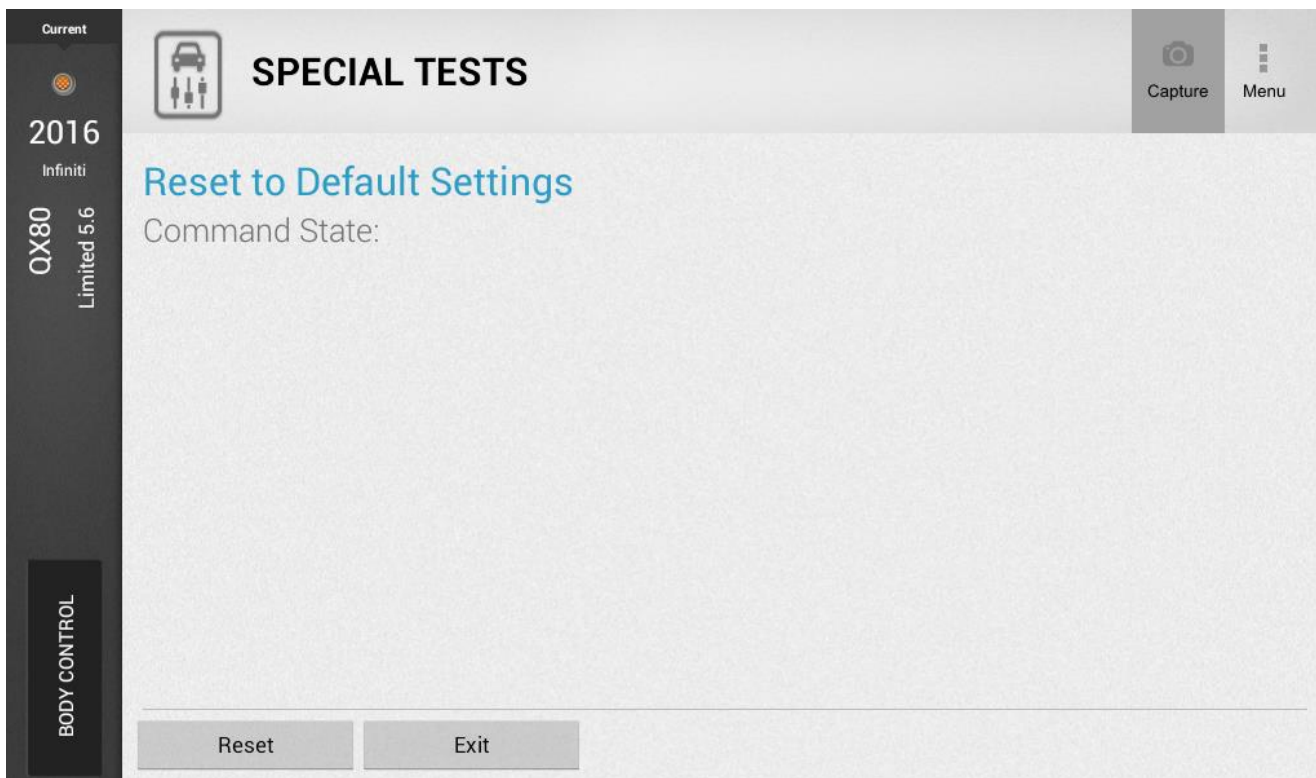 Current
2016
Infiniti
QX80
Limited 5.6
BODY CONTROL
SPECIAL TESTS
Capture
Menu
Reset to Default Settings
Command State:
Reset
Exit